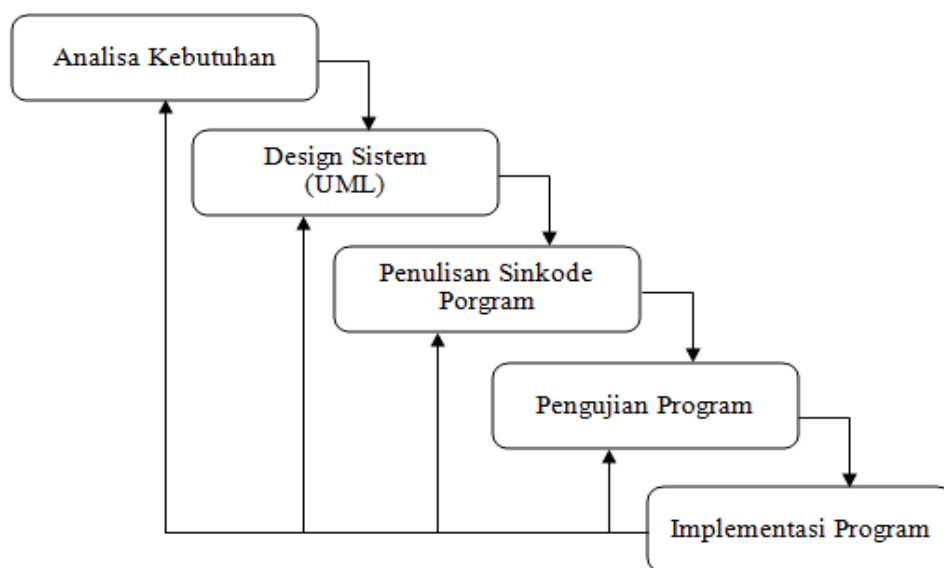 Analisa Kebutuhan
Design Sistem
(UML)
Penulisan Sinkode
Porgram
Pengujian Program
Implementasi Program